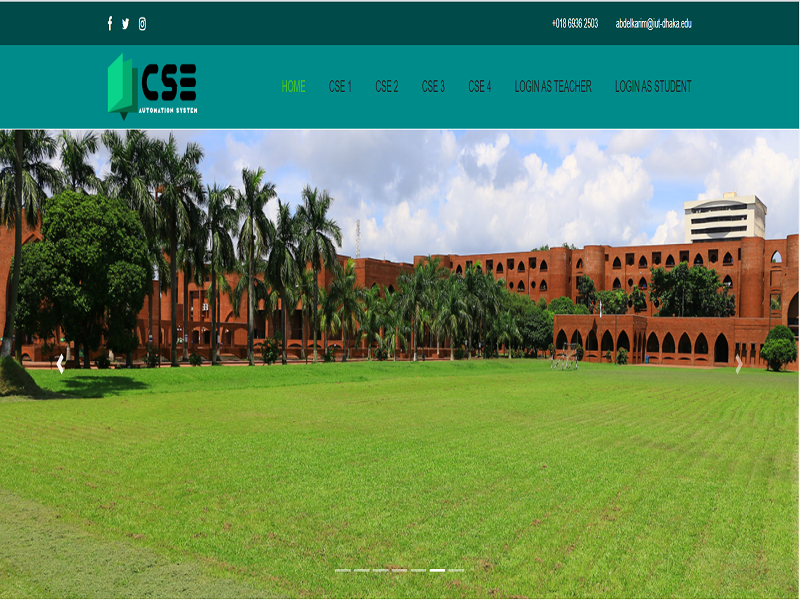 +018 6936 2503 abdelkarim@iut-dhaka.edu
CSE
AUTOMATION SYSTEM
HOME CSE 1 CSE 2 CSE 3 CSE 4 LOGIN AS TEACHER LOGIN AS STUDENT